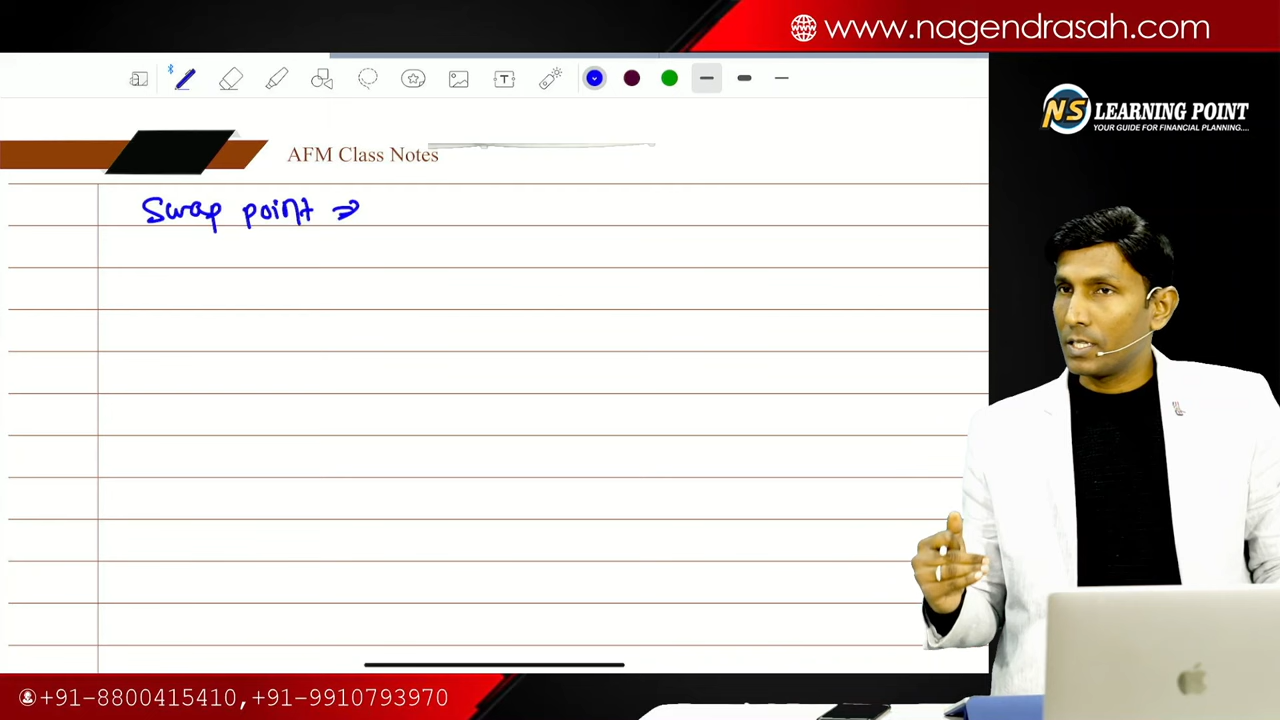 www.nagendrasah.com
T
NS LEARNING POINT
YOUR GUIDE FOR FINANCIAL PLANNING....
AFM Class Notes
Swap point ⇒
+91-8800415410,+91-9910793970